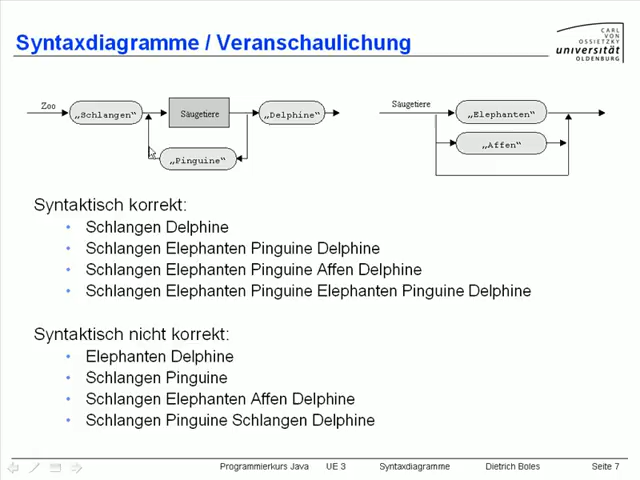 Syntaxdiagramme / Veranschaulichung
CARL
VON
OSSIETZKY
universität
OLDENBURG
Zoo
„Schlangen“
Säugetiere
„Delphine“
„Pinguine“
Säugetiere
„Elephanten“
„Affen“
Syntaktisch korrekt:
• Schlangen Delphine
• Schlangen Elephanten Pinguine Delphine
• Schlangen Elephanten Pinguine Affen Delphine
• Schlangen Elephanten Pinguine Elephanten Pinguine Delphine
Syntaktisch nicht korrekt:
• Elephanten Delphine
• Schlangen Pinguine
• Schlangen Elephanten Affen Delphine
• Schlangen Pinguine Schlangen Delphine
Programmierkurs Java UE 3 Syntaxdiagramme Dietrich Boles Seite 7